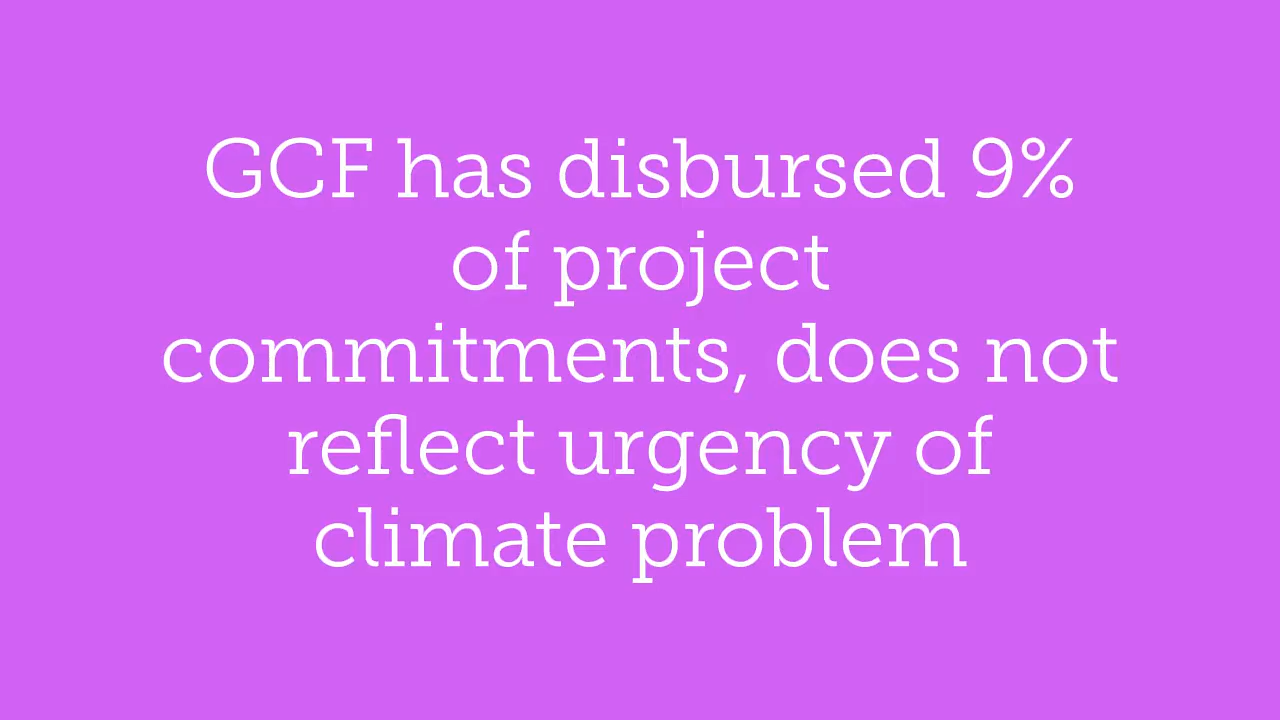 GCF has disbursed 9%
of project
commitments, does not
reflect urgency of
climate problem